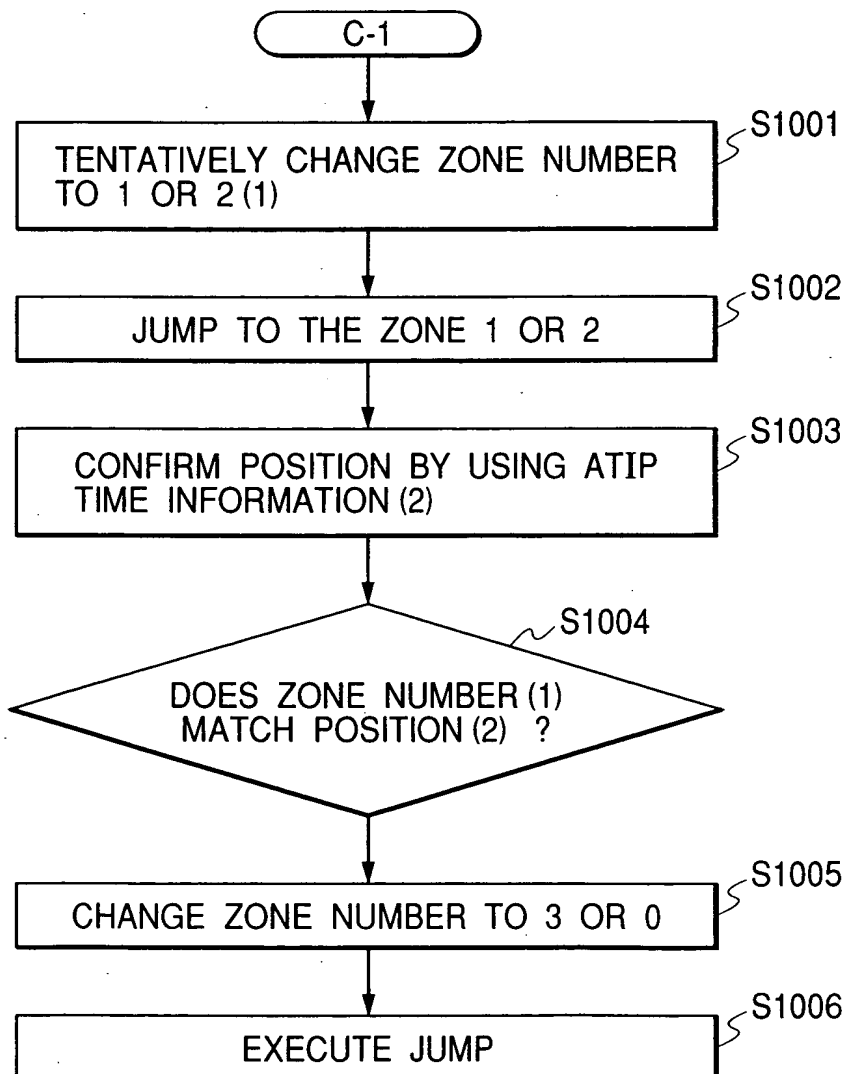 C-1
S1001
TENTATIVELY CHANGE ZONE NUMBER
TO 1 OR 2 (1)
S1002
JUMP TO THE ZONE 1 OR 2
S1003
CONFIRM POSITION BY USING ATIP
TIME INFORMATION (2)
S1004
DOES ZONE NUMBER (1)
MATCH POSITION (2) ?
S1005
CHANGE ZONE NUMBER TO 3 OR 0
S1006
EXECUTE JUMP